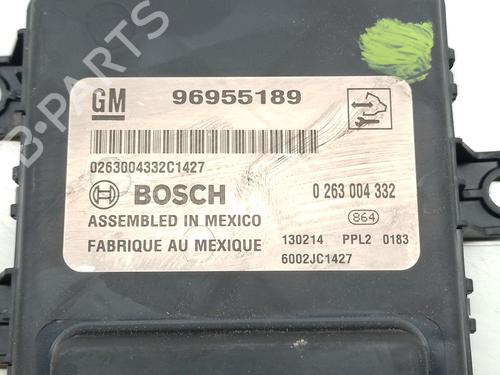 B-PARTS
GM 96955189
0263004332C1427
BOSCH 0 263 004 332
ASSEMBLED IN MEXICO 864
FABRIQUE AU MEXIQUE 130214 PPL2 0183
6002JC1427